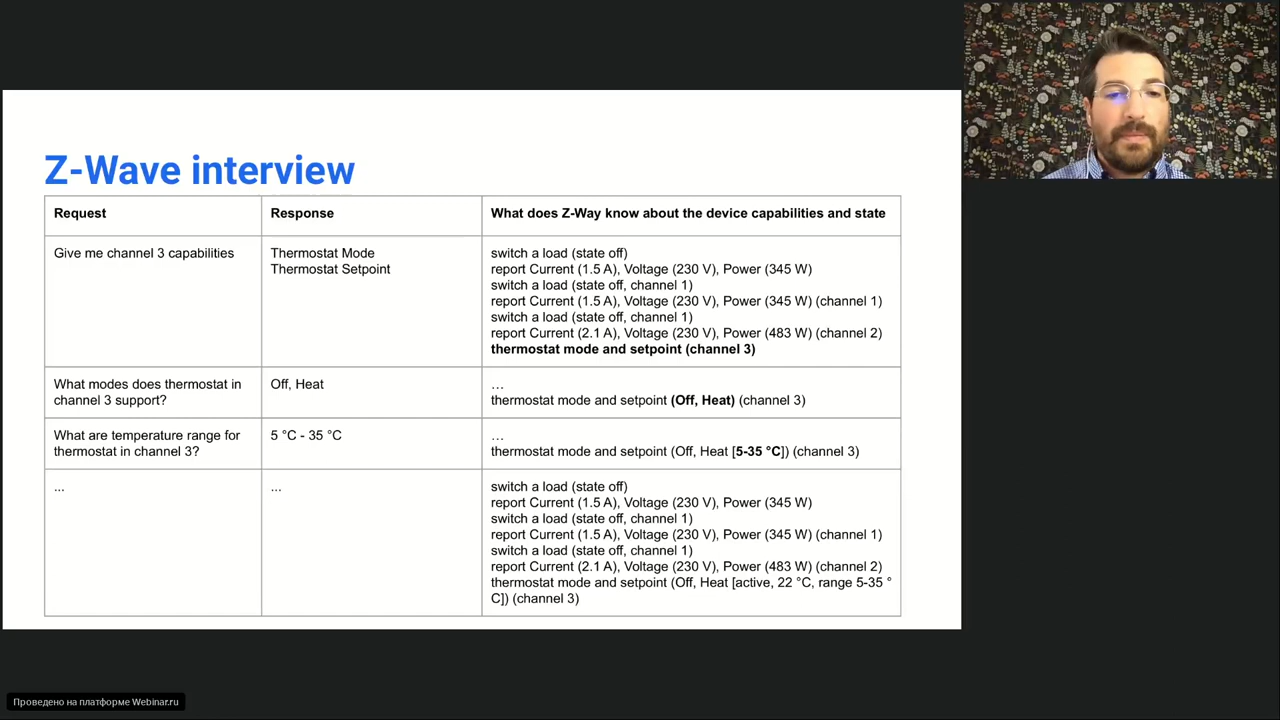 Z-Wave interview
Request
Response
What does Z-Way know about the device capabilities and state
Give me channel 3 capabilities
Thermostat Mode
Thermostat Setpoint
switch a load (state off)
report Current (1.5 A), Voltage (230 V), Power (345 W)
switch a load (state off, channel 1)
report Current (1.5 A), Voltage (230 V), Power (345 W) (channel 1)
switch a load (state off, channel 1)
report Current (2.1 A), Voltage (230 V), Power (483 W) (channel 2)
thermostat mode and setpoint (channel 3)
What modes does thermostat in
channel 3 support?
Off, Heat
…
thermostat mode and setpoint (Off, Heat) (channel 3)
What are temperature range for
thermostat in channel 3?
5 °C - 35 °C
…
thermostat mode and setpoint (Off, Heat [5-35 °C]) (channel 3)
...
...
switch a load (state off)
report Current (1.5 A), Voltage (230 V), Power (345 W)
switch a load (state off, channel 1)
report Current (1.5 A), Voltage (230 V), Power (345 W) (channel 1)
switch a load (state off, channel 1)
report Current (2.1 A), Voltage (230 V), Power (483 W) (channel 2)
thermostat mode and setpoint (Off, Heat [active, 22 °C, range 5-35 °
C]) (channel 3)
Проведено на платформе Webinar.ru